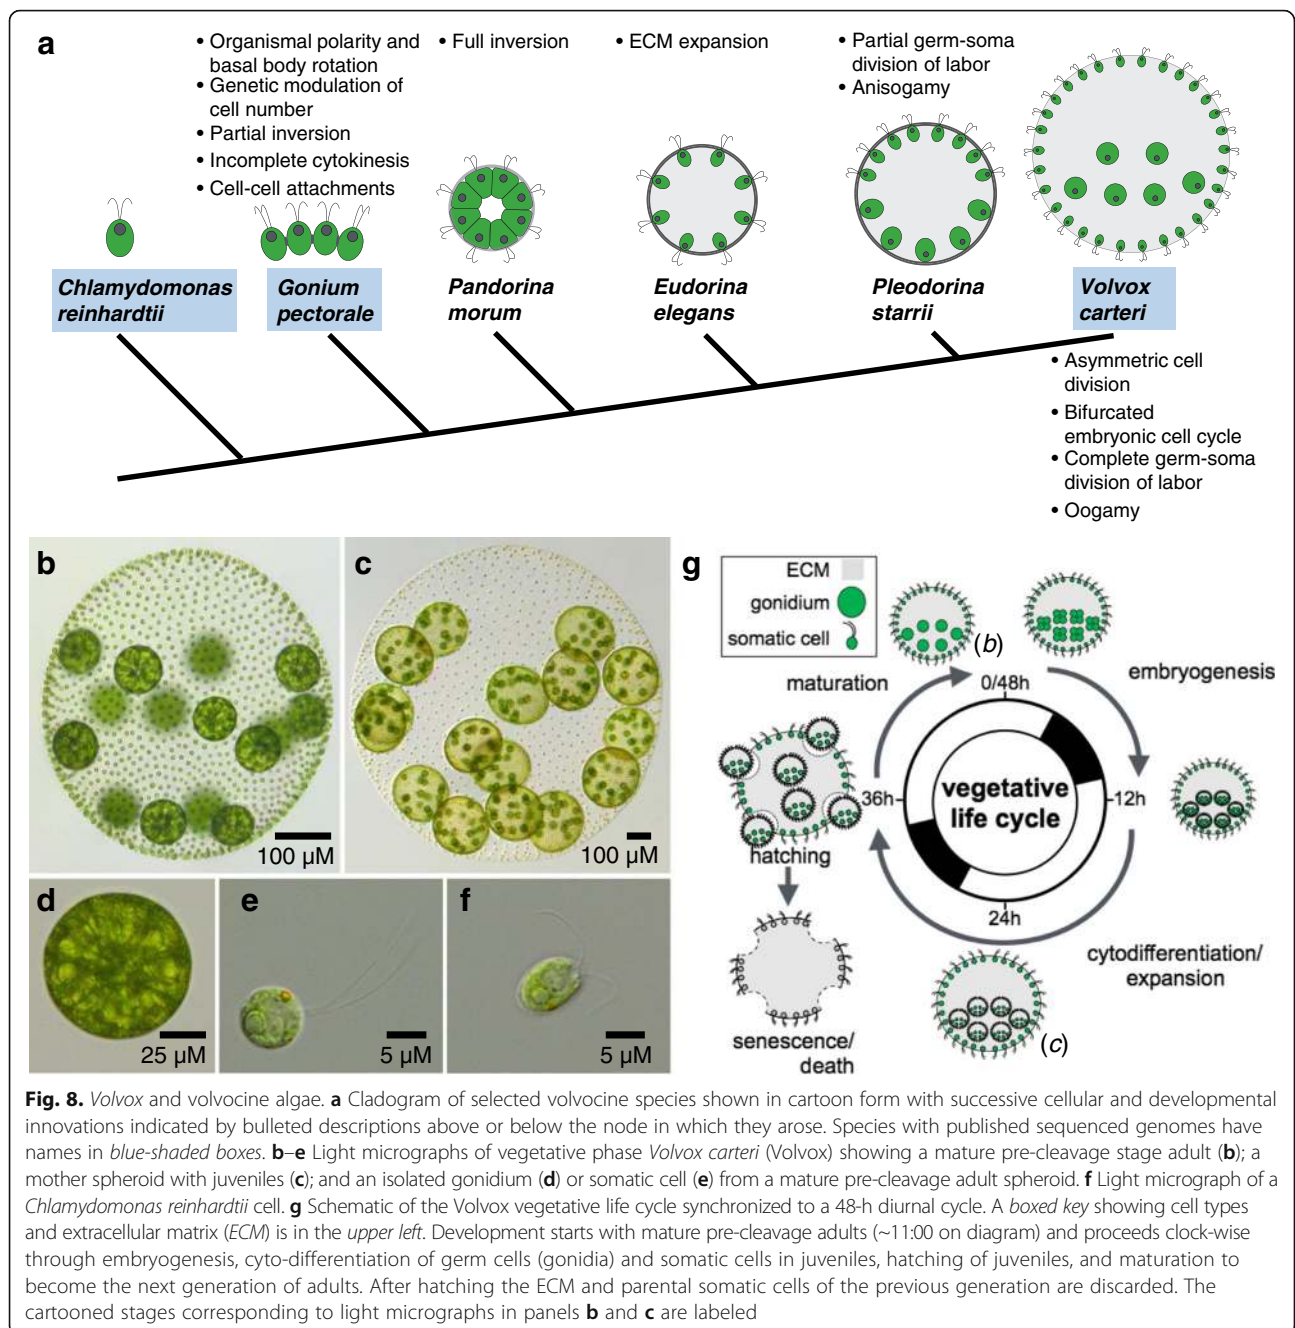 a
• Organismal polarity and
basal body rotation
• Genetic modulation of
cell number
• Partial inversion
• Incomplete cytokinesis
• Cell-cell attachments
• Full inversion
• ECM expansion
• Partial germ-soma
division of labor
• Anisogamy
Chlamydomonas
reinhardtii
Gonium
pectorale
Pandorina
morum
Eudorina
elegans
Pleodorina
starrii
Volvox
carteri
• Asymmetric cell
division
• Bifurcated
embryonic cell cycle
• Complete germ-soma
division of labor
• Oogamy
b
100 µM
c
100 µM
d
25 µM
e
5 µM
f
5 µM
g
ECM
gonidium
somatic cell
(b)
maturation
0/48h
embryogenesis
vegetative
life cycle
36h
12h
24h
hatching
cytodifferentiation/
expansion
(c)
senescence/
death
Fig. 8. Volvox and volvocine algae. a Cladogram of selected volvocine species shown in cartoon form with successive cellular and developmental
innovations indicated by bulleted descriptions above or below the node in which they arose. Species with published sequenced genomes have
names in blue-shaded boxes. b–e Light micrographs of vegetative phase Volvox carteri (Volvox) showing a mature pre-cleavage stage adult (b); a
mother spheroid with juveniles (c); and an isolated gonidium (d) or somatic cell (e) from a mature pre-cleavage adult spheroid. f Light micrograph of a
Chlamydomonas reinhardtii cell. g Schematic of the Volvox vegetative life cycle synchronized to a 48-h diurnal cycle. A boxed key showing cell types
and extracellular matrix (ECM) is in the upper left. Development starts with mature pre-cleavage adults (~11:00 on diagram) and proceeds clock-wise
through embryogenesis, cyto-differentiation of germ cells (gonidia) and somatic cells in juveniles, hatching of juveniles, and maturation to
become the next generation of adults. After hatching the ECM and parental somatic cells of the previous generation are discarded. The
cartooned stages corresponding to light micrographs in panels b and c are labeled